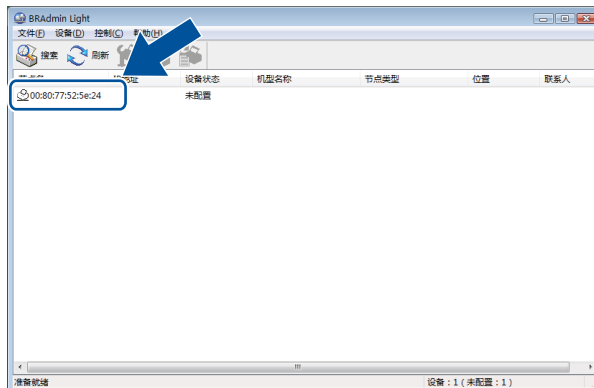 BRAdmin Light
文件(F) 设备(D) 控制(C) 帮助(H)
搜索 刷新
设备状态 机型名称 节点类型 位置 联系人
00:80:77:52:5e:24 未配置
准备就绪 设备：1 ( 未配置：1 )